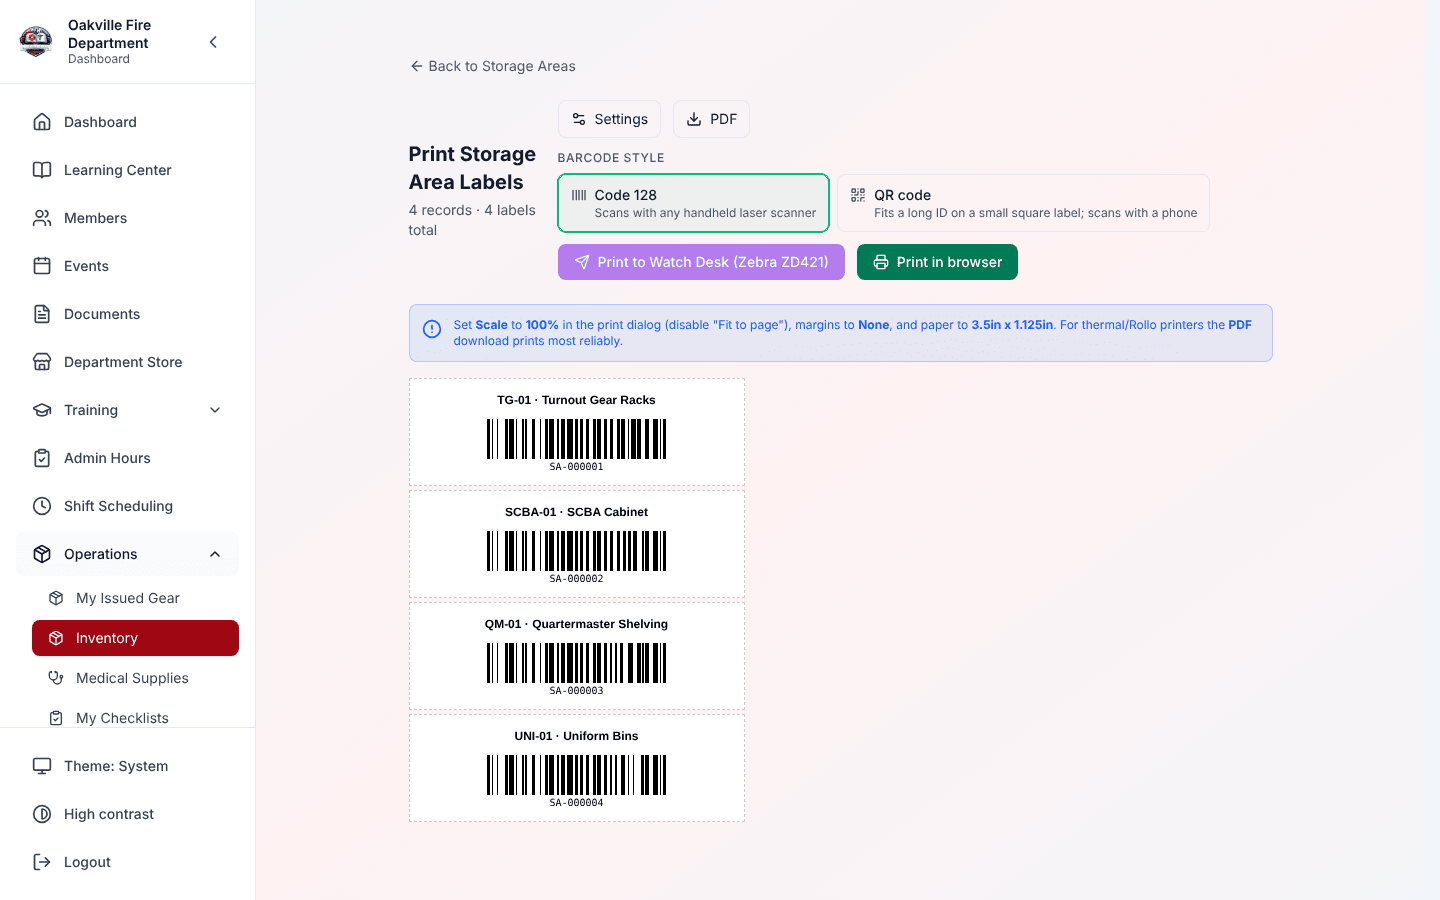 Oakville Fire
Department
Dashboard
Dashboard
Learning Center
Members
Events
Documents
Department Store
Training
Admin Hours
Shift Scheduling
Operations
My Issued Gear
Inventory
Medical Supplies
My Checklists
Theme: System
High contrast
Logout
Back to Storage Areas
Print Storage
Area Labels
4 records · 4 labels
total
Settings
PDF
BARCODE STYLE
Code 128
Scans with any handheld laser scanner
QR code
Fits a long ID on a small square label; scans with a phone
Print to Watch Desk (Zebra ZD421)
Print in browser
Set Scale to 100% in the print dialog (disable "Fit to page"), margins to None, and paper to 3.5in x 1.125in. For thermal/Rollo printers the PDF
download prints most reliably.
TG-01 · Turnout Gear Racks
SA-000001
SCBA-01 · SCBA Cabinet
SA-000002
QM-01 · Quartermaster Shelving
SA-000003
UNI-01 · Uniform Bins
SA-000004